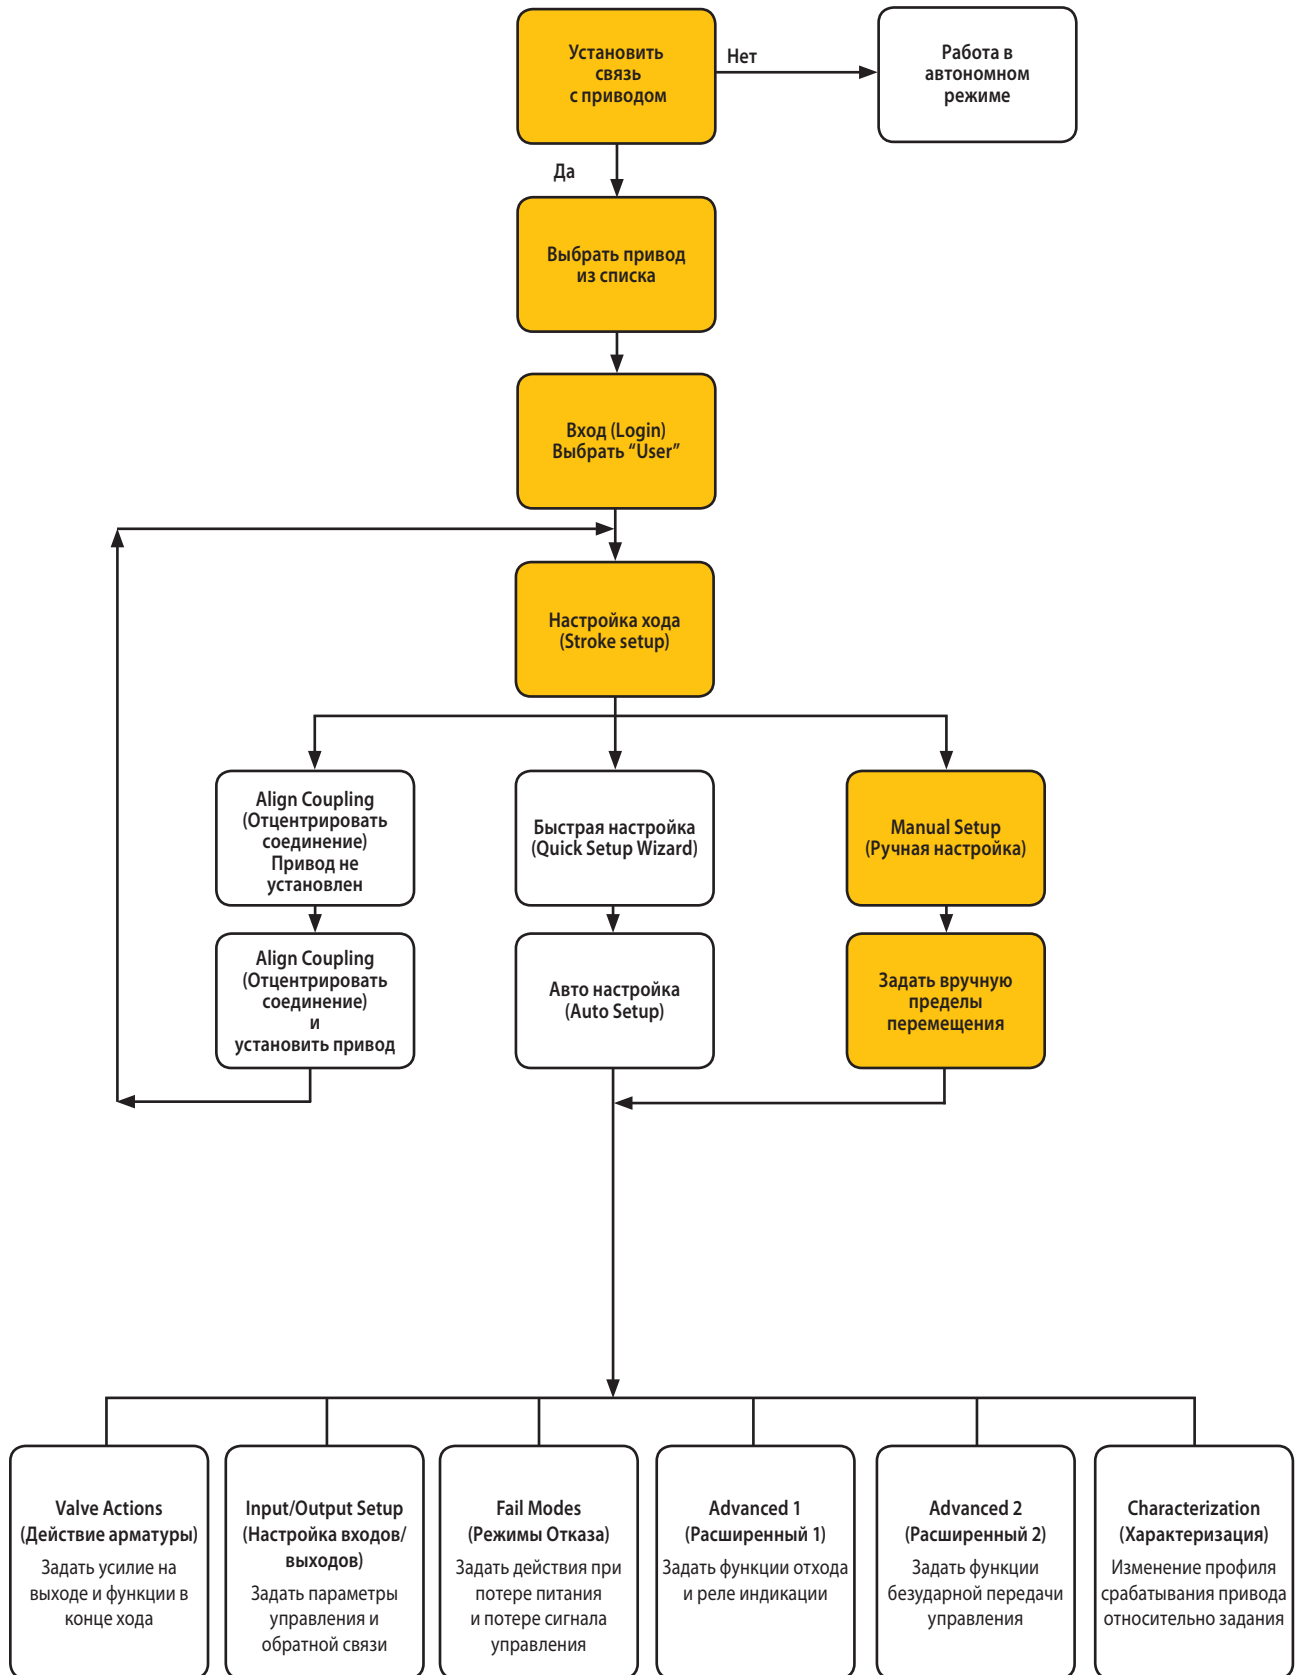 Установить
связь
с приводом
Нет
Работа в
автономном
режиме
Да
Выбрать привод
из списка
Вход (Login)
Выбрать “User”
Настройка хода
(Stroke setup)
Align Coupling
(Отцентрировать
соединение)
Привод не
установлен
Быстрая настройка
(Quick Setup Wizard)
Manual Setup
(Ручная настройка)
Align Coupling
(Отцентрировать
соединение)
и
установить привод
Авто настройка
(Auto Setup)
Задать вручную
пределы
перемещения
Valve Actions
(Действие арматуры)
Задать усилие на
выходе и функции в
конце хода
Input/Output Setup
(Настройка входов/
выходов)
Задать параметры
управления и
обратной связи
Fail Modes
(Режимы Отказа)
Задать действия при
потере питания
и потере сигнала
управления
Advanced 1
(Расширенный 1)
Задать функции отхода
и реле индикации
Advanced 2
(Расширенный 2)
Задать функции
безударной передачи
управления
Characterization
(Характеризация)
Изменение профиля
срабатывания привода
относительно задания